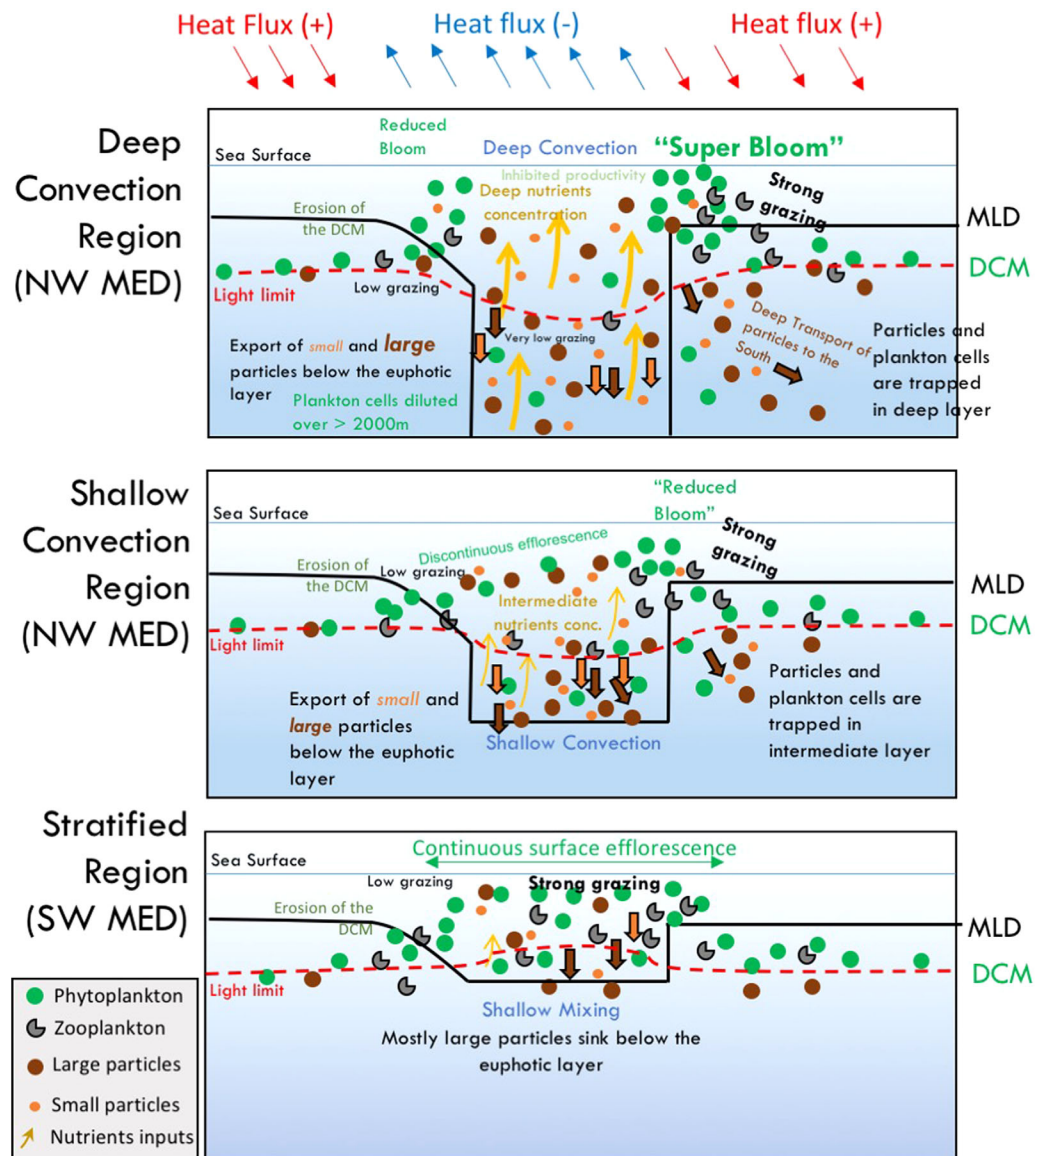 Heat Flux (+)
Heat flux (-)
Heat flux (+)
Deep
Convection
Region
(NW MED)
Sea Surface
Reduced
Bloom
Deep Convection
"Super Bloom"
Inhibited productivity
Deep nutrients
concentration
Strong
grazing
Erosion of
the DCM
MLD
DCM
Light limit
Low grazing
Very low grazing
Export of small and large
particles below the euphotic
layer
Plankton cells diluted
over > 2000m
Deep Transport of
particles to the
South
Particles and
plankton cells
are trapped
in deep layer
Shallow
Convection
Region
(NW MED)
Sea Surface
"Reduced
Bloom"
Strong
grazing
Discontinuous efflorescence
Erosion of
the DCM
Low grazing
MLD
Intermediate
nutrients conc.
DCM
Light limit
Export of small and
large particles
below the euphotic
layer
Shallow Convection
Particles and
plankton cells are
trapped in
intermediate layer
Stratified
Region
(SW MED)
Sea Surface
Continuous surface efflorescence
Low grazing
Strong grazing
Erosion of the
DCM
MLD
DCM
Light limit
Shallow Mixing
Mostly large particles sink below the
euphotic layer
Phytoplankton
Zooplankton
Large particles
Small particles
Nutrients inputs